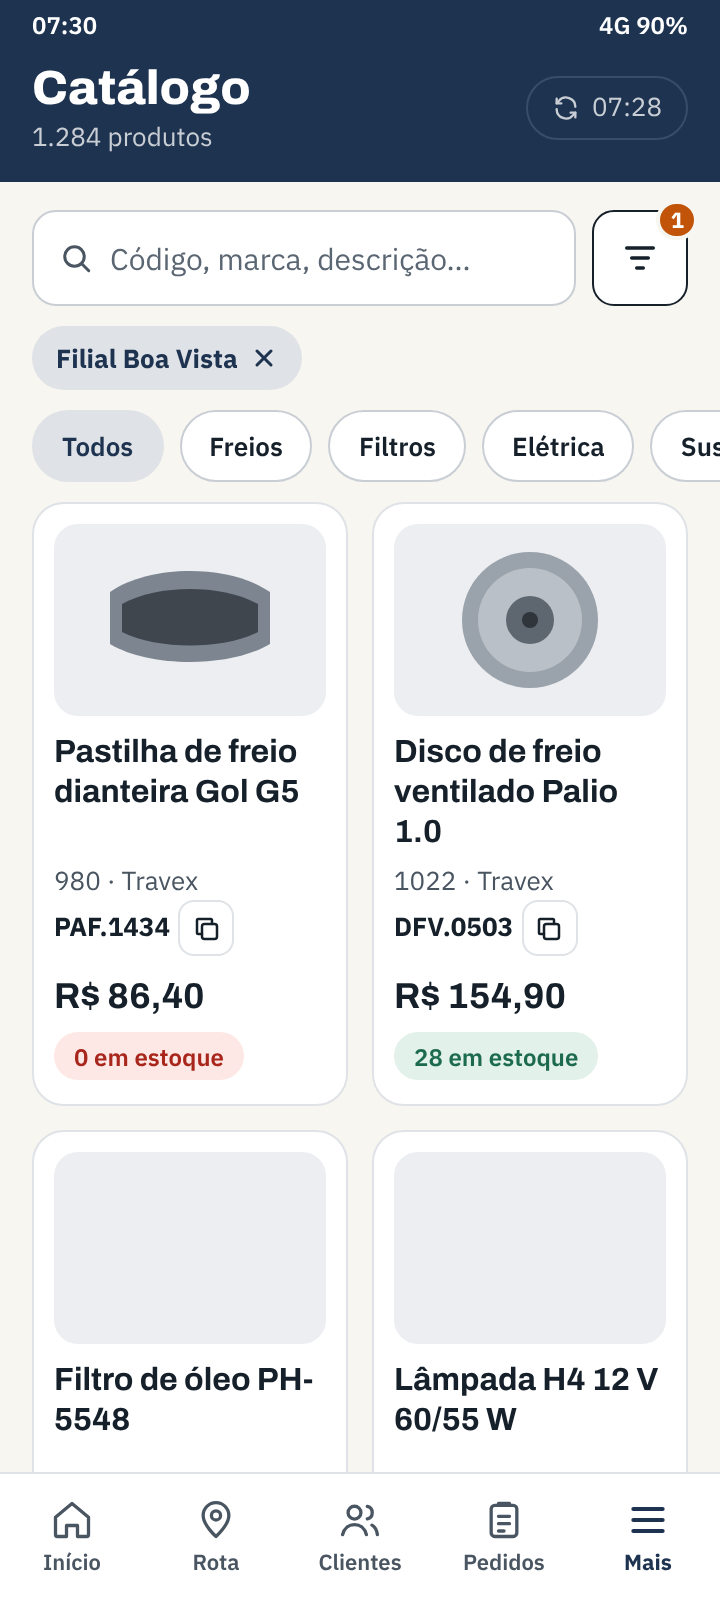 07:30
4G 90%
Catálogo
1.284 produtos
07:28
Código, marca, descrição...
1
Filial Boa Vista
Todos
Freios
Filtros
Elétrica
Sus
Pastilha de freio
dianteira Gol G5
980 · Travex
PAF.1434
R$ 86,40
0 em estoque
Disco de freio
ventilado Palio
1.0
1022 · Travex
DFV.0503
R$ 154,90
28 em estoque
Filtro de óleo PH-
5548
Lâmpada H4 12 V
60/55 W
Início
Rota
Clientes
Pedidos
Mais